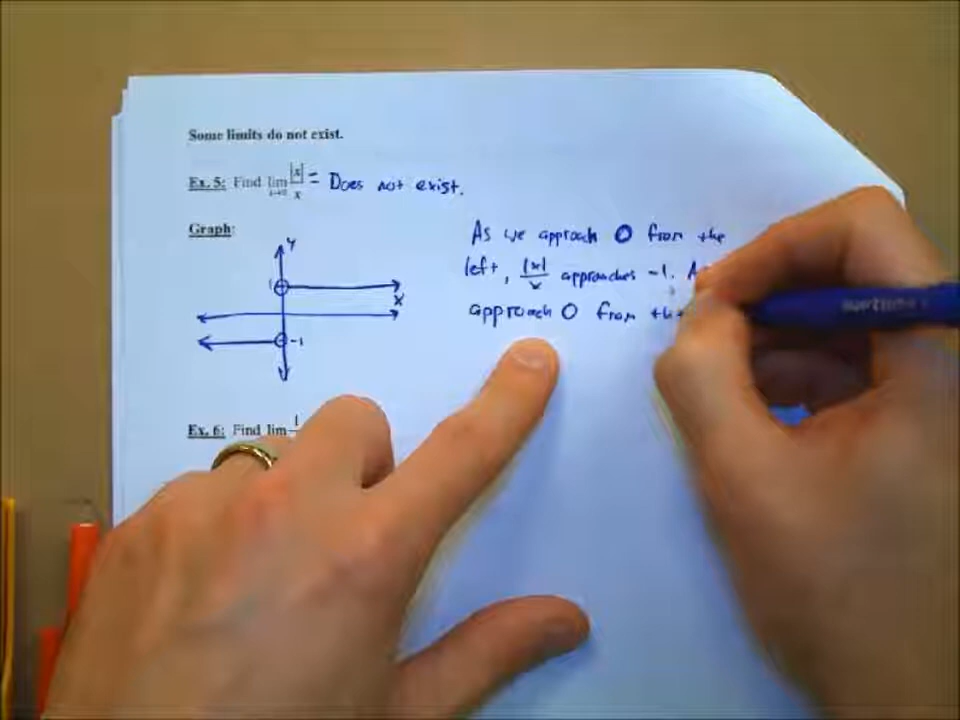 Some limits do not exist.
Ex. 5: Find lim x→0 |x|/x = Does not exist.
Graph:
y
1
x
-1
As we approach 0 from the
left, |x|/x approaches -1.
approach 0 from
Ex. 6: Find lim 1